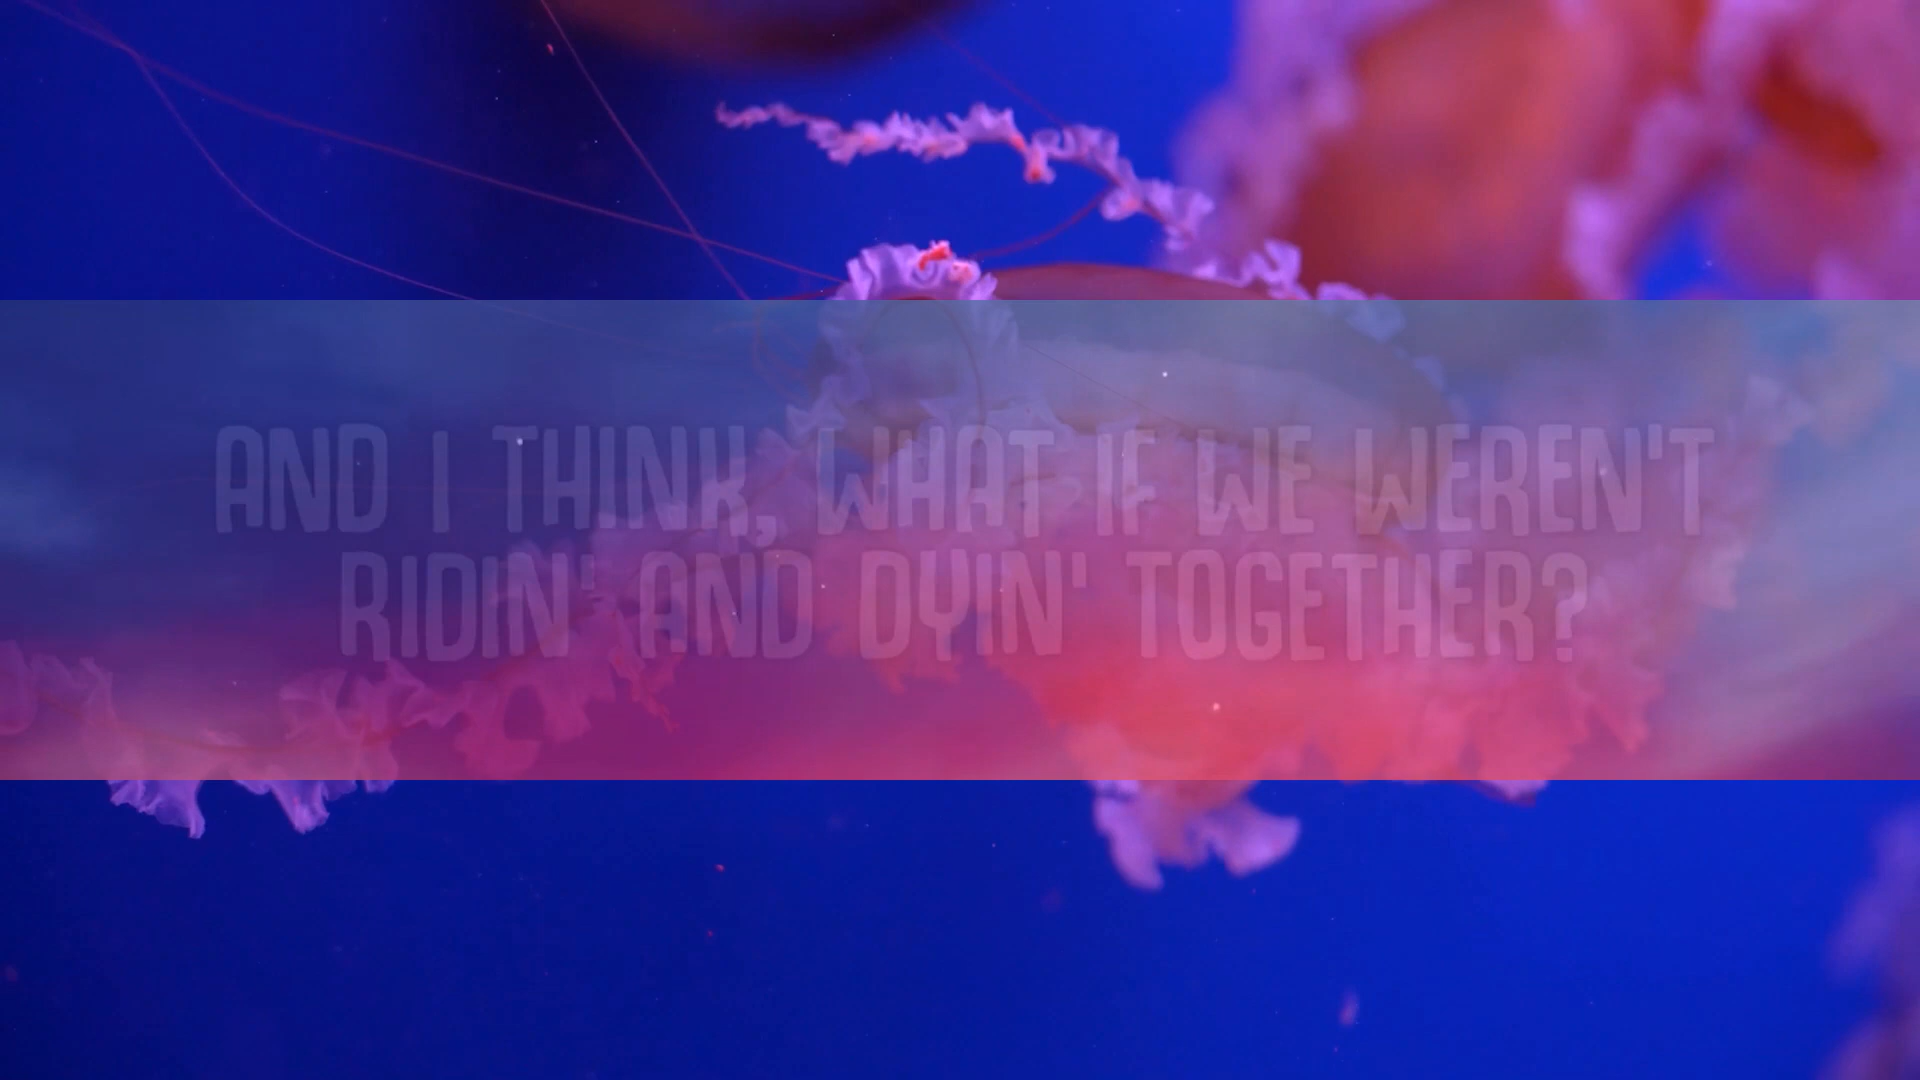 AND I THINK, WHAT IF WE WEREN'T
RIDIN' AND DYIN' TOGETHER?